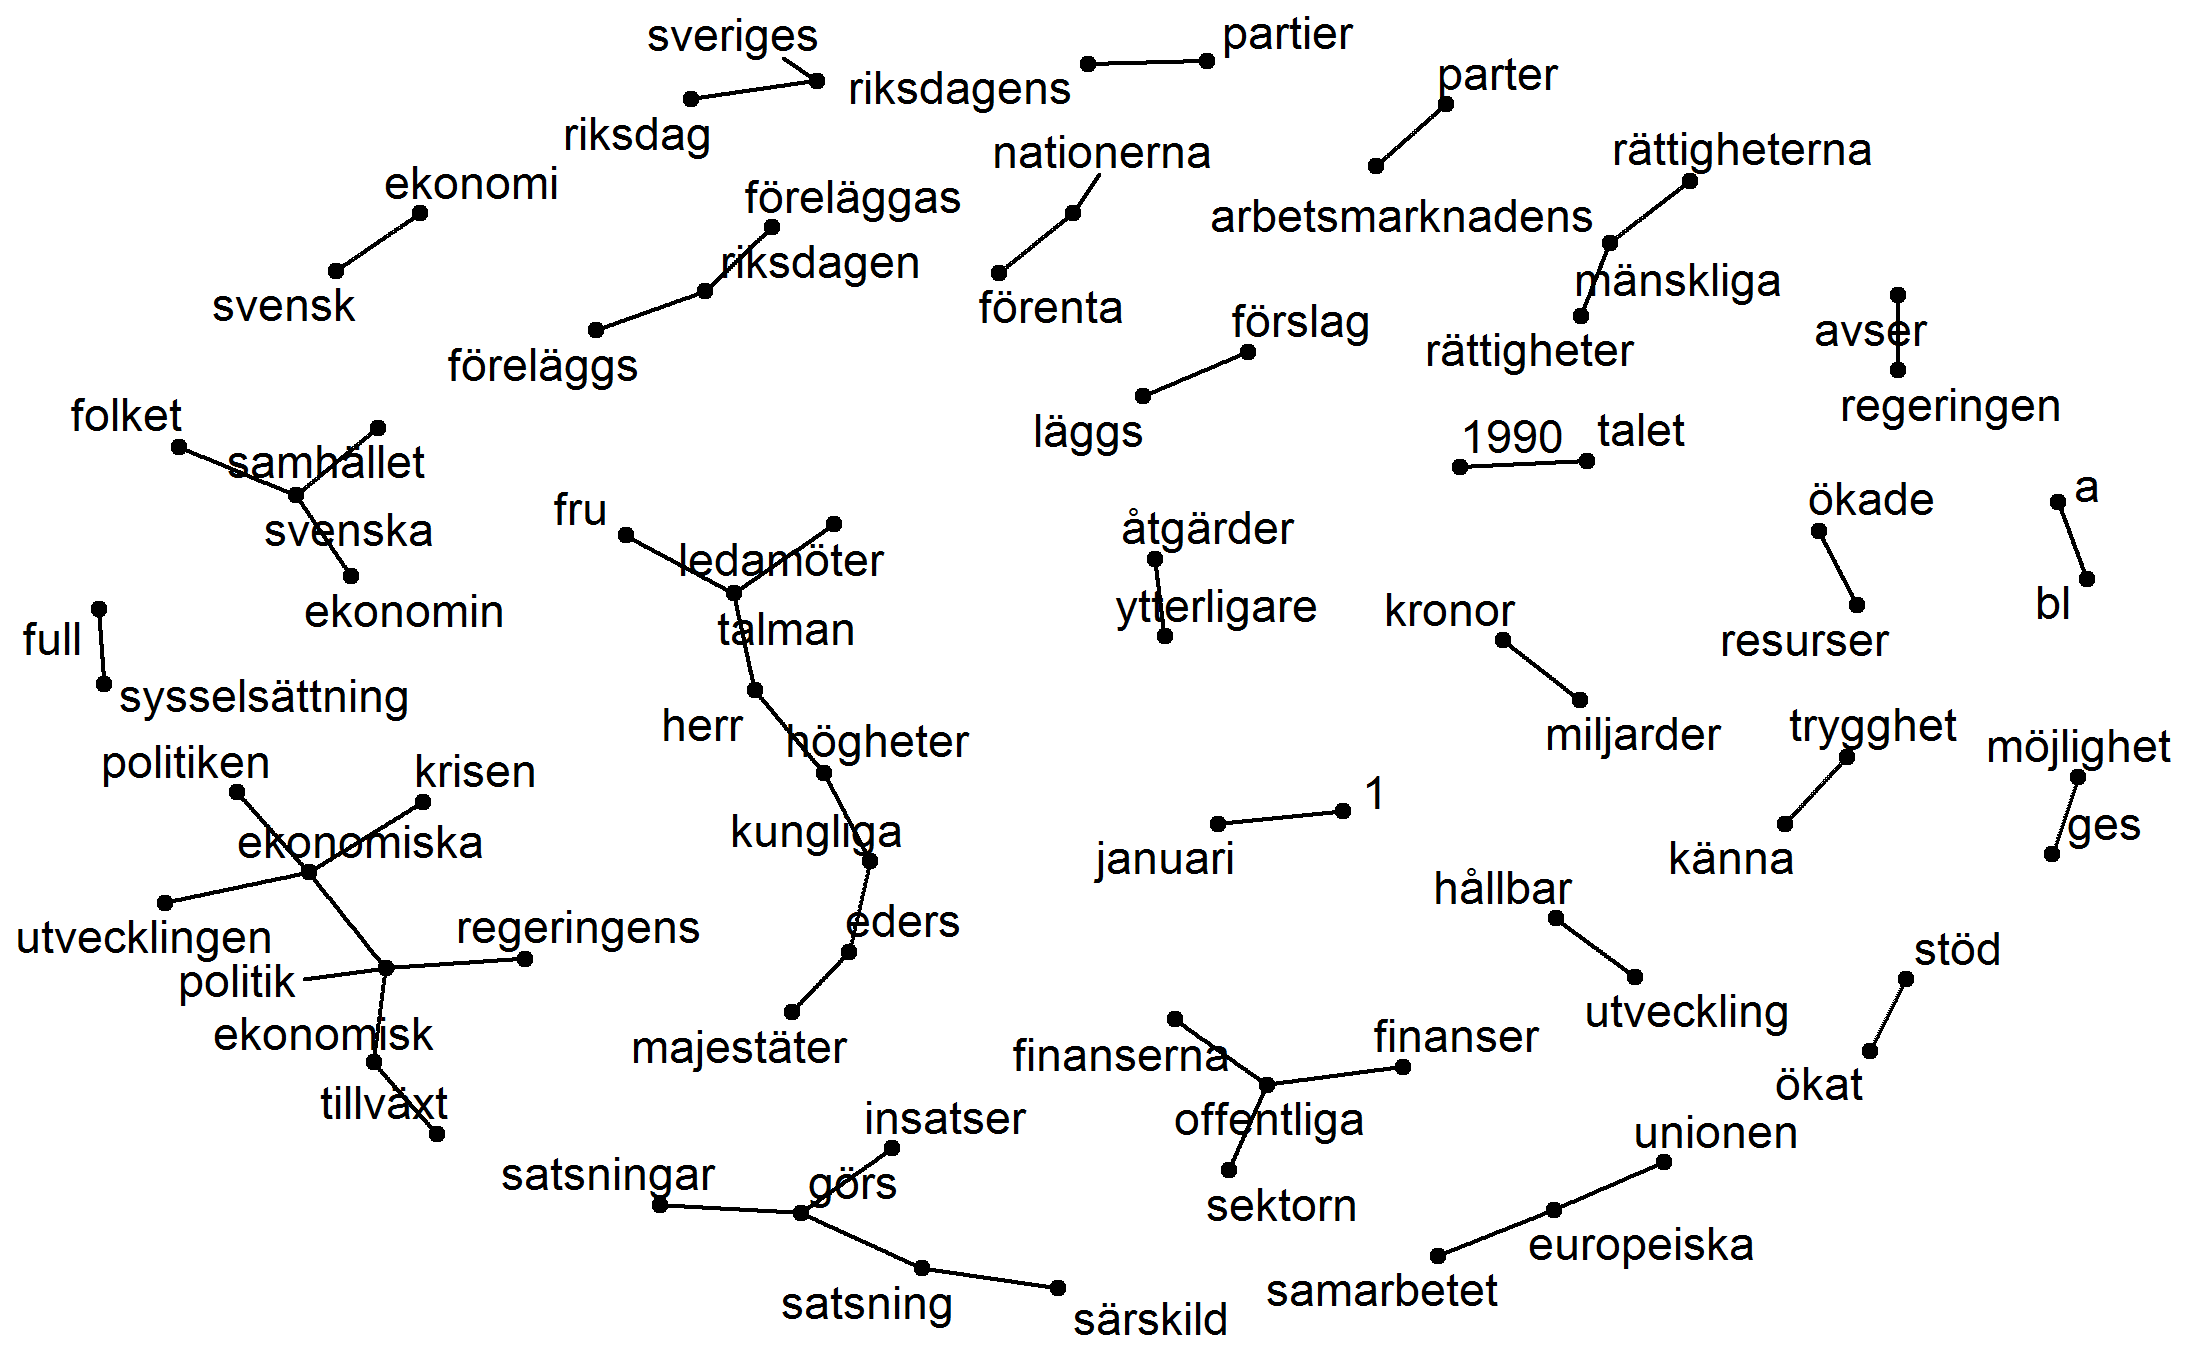 sveriges
partier
riksdagens
parter
riksdag
nationerna
rättigheterna
ekonomi
föreläggas
arbetsmarknadens
riksdagen
mänskliga
svensk
förenta
förslag
avser
föreläggs
rättigheter
regeringen
folket
läggs
1990
talet
samhället
a
ökade
fru
åtgärder
svenska
ledamöter
ekonomin
ytterligare
kronor
bl
full
talman
resurser
sysselsättning
herr
högheter
miljarder
trygghet
möjlighet
politiken
krisen
1
ges
ekonomiska
kungliga
januari
känna
hållbar
utvecklingen
regeringens
eders
stöd
politik
ekonomisk
majestäter
finanserna
finanser
utveckling
ökat
tillväxt
insatser
offentliga
unionen
satsningar
görs
sektorn
europeiska
satsning
särskild
samarbetet